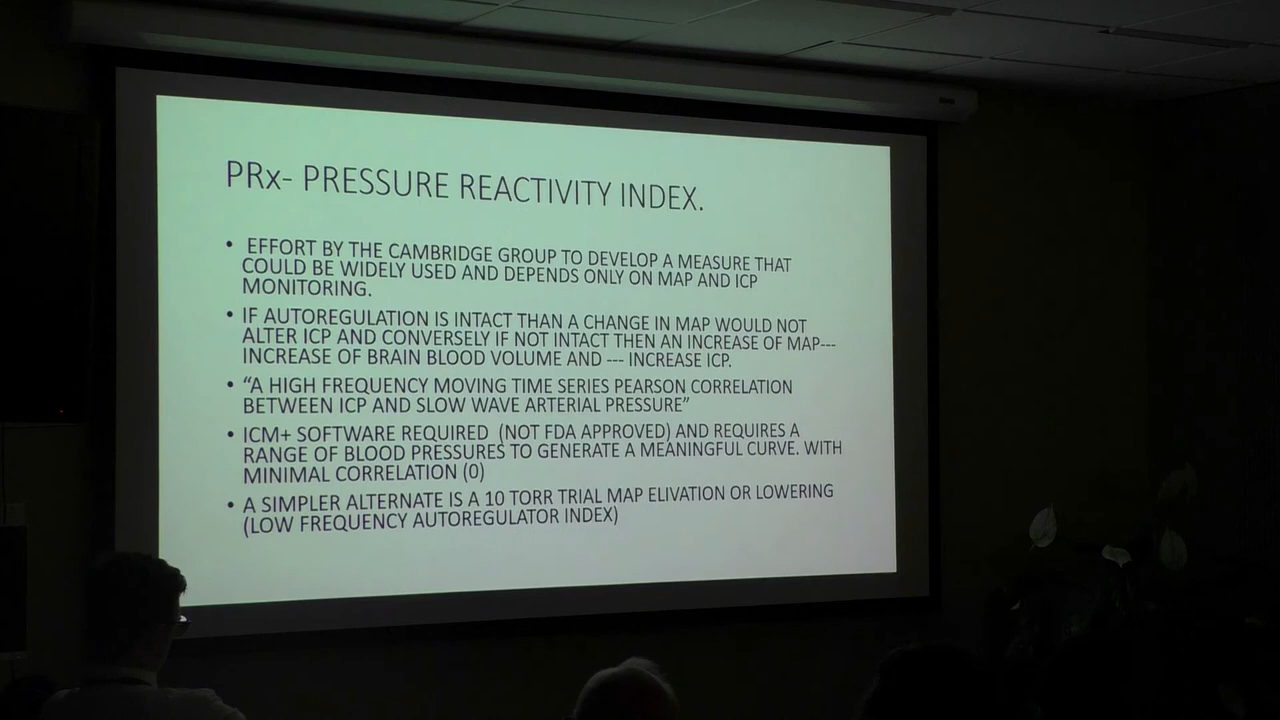 PRx- PRESSURE REACTIVITY INDEX.
• EFFORT BY THE CAMBRIDGE GROUP TO DEVELOP A MEASURE THAT
COULD BE WIDELY USED AND DEPENDS ONLY ON MAP AND ICP
MONITORING.
• IF AUTOREGULATION IS INTACT THAN A CHANGE IN MAP WOULD NOT
ALTER ICP AND CONVERSELY IF NOT INTACT THEN AN INCREASE OF MAP---
INCREASE OF BRAIN BLOOD VOLUME AND --- INCREASE ICP.
• "A HIGH FREQUENCY MOVING TIME SERIES PEARSON CORRELATION
BETWEEN ICP AND SLOW WAVE ARTERIAL PRESSURE"
• ICM+ SOFTWARE REQUIRED (NOT FDA APPROVED) AND REQUIRES A
RANGE OF BLOOD PRESSURES TO GENERATE A MEANINGFUL CURVE. WITH
MINIMAL CORRELATION (0)
• A SIMPLER ALTERNATE IS A 10 TORR TRIAL MAP ELIVATION OR LOWERING
(LOW FREQUENCY AUTOREGULATOR INDEX)